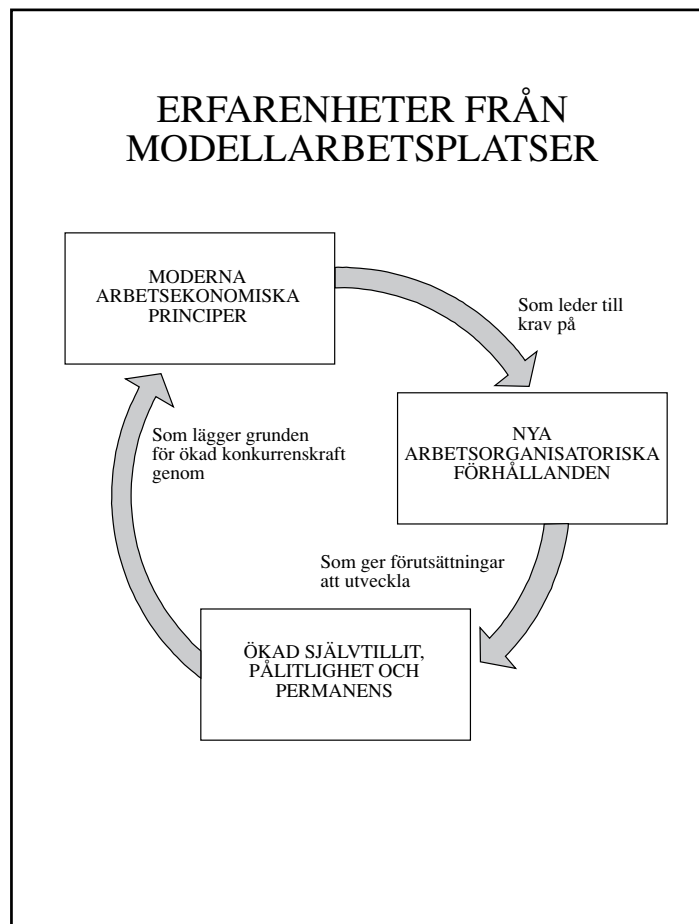 ERFARENHETER FRÅN
MODELLARBETSPLATSER
MODERNA
ARBETSEKONOMISKA
PRINCIPER
Som leder till
krav på
NYA
ARBETSORGANISATORISKA
FÖRHÅLLANDEN
Som ger förutsättningar
att utveckla
ÖKAD SJÄLVTILLIT,
PÅLITLIGHET OCH
PERMANENS
Som lägger grunden
för ökad konkurrenskraft
genom